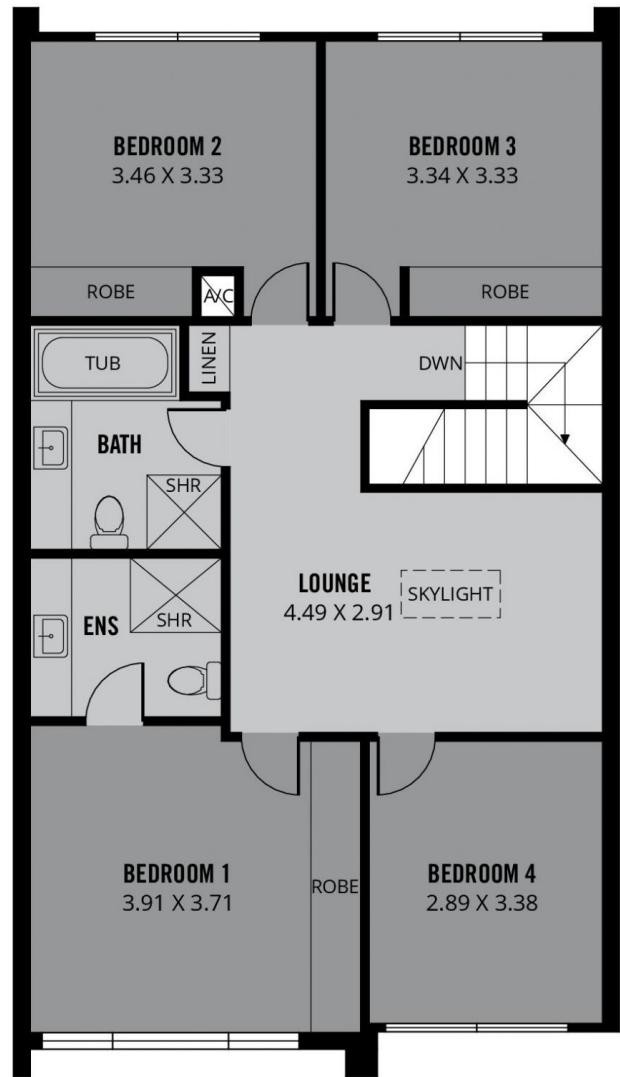 BEDROOM 2
3.46 X 3.33
BEDROOM 3
3.34 X 3.33
ROBE
A/C
ROBE
TUB
LINEN
DWN
BATH
SHR
LOUNGE
4.49 X 2.91
SKYLIGHT
ENS
SHR
BEDROOM 1
3.91 X 3.71
ROBE
BEDROOM 4
2.89 X 3.38